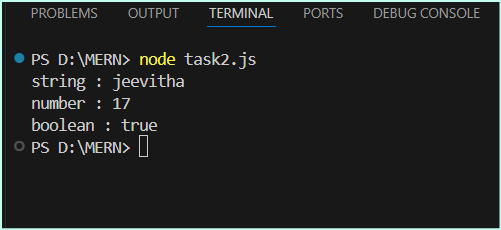 PROBLEMS OUTPUT TERMINAL PORTS DEBUG CONSOLE
PS D:\MERN> node task2.js
string : jeevitha
number : 17
boolean : true
PS D:\MERN>